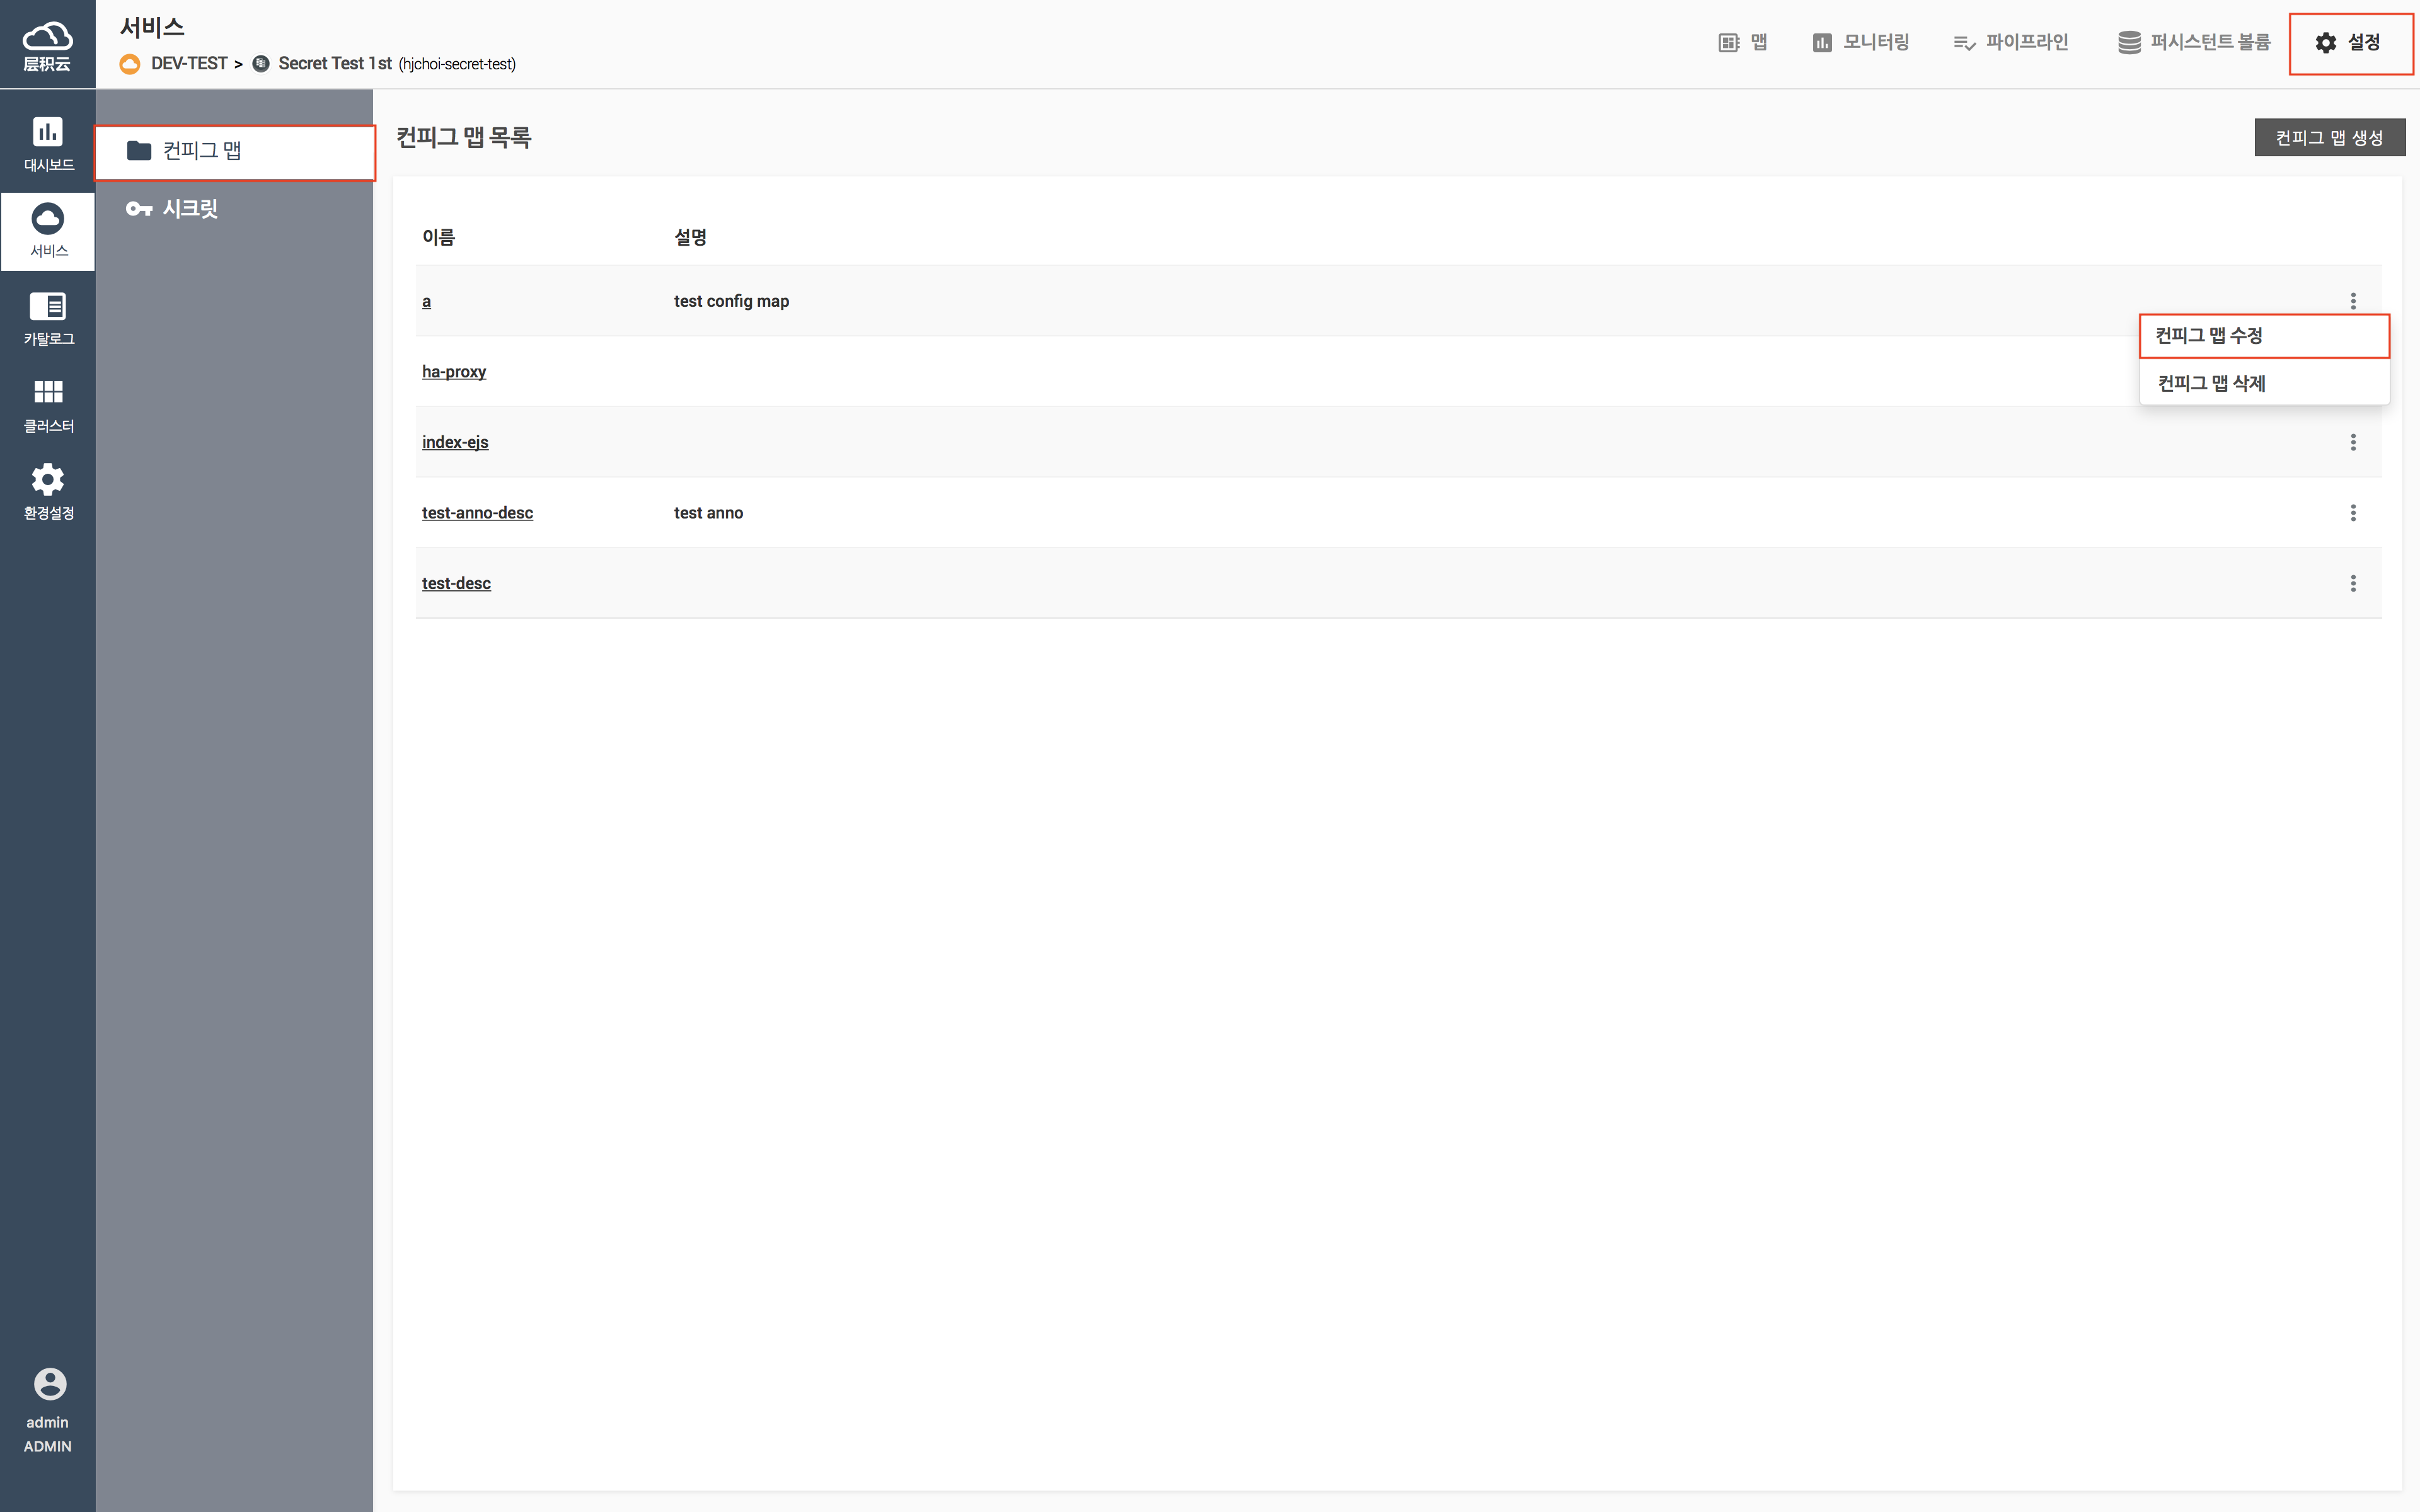 层积云
서비스
DEV-TEST > Secret Test 1st (hjchoi-secret-test)
맵
모니터링
파이프라인
퍼시스턴트 볼륨
설정
대시보드
서비스
카탈로그
클러스터
환경설정
admin
ADMIN
컨피그 맵
시크릿
컨피그 맵 목록
컨피그 맵 생성
이름 설명
a test config map
컨피그 맵 수정
컨피그 맵 삭제
ha-proxy
index-ejs
test-anno-desc test anno
test-desc